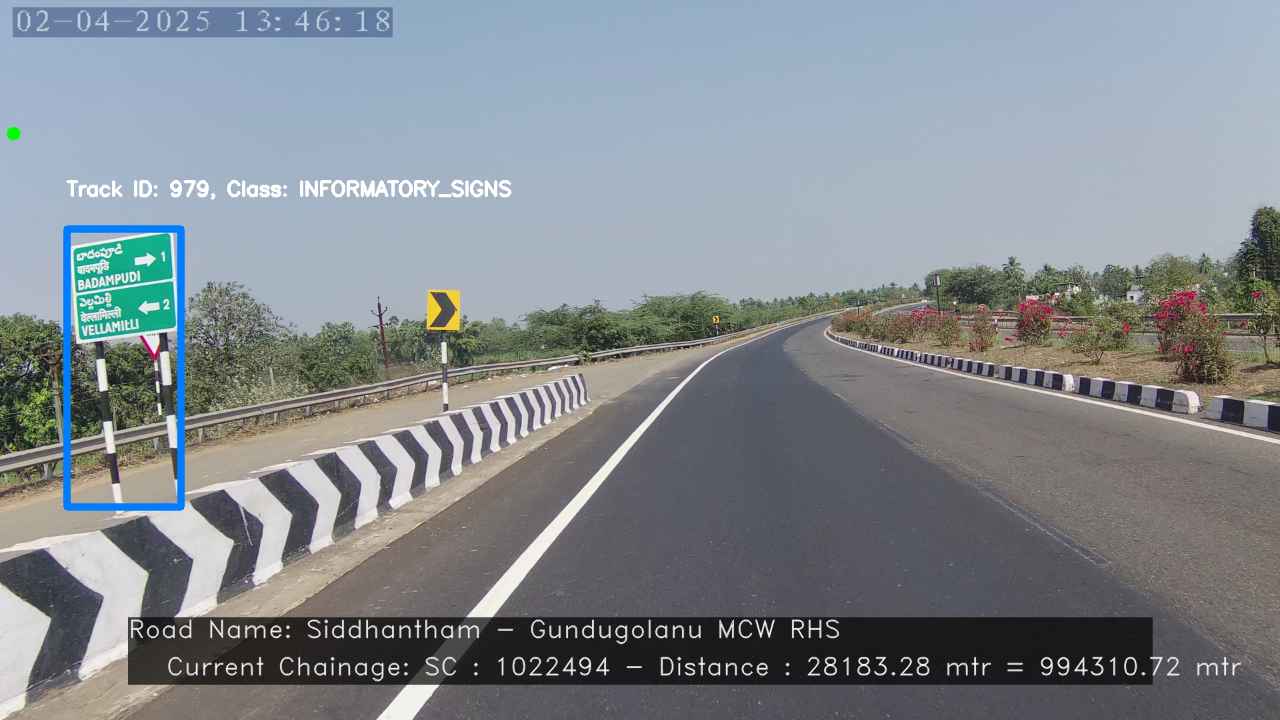 02-04-2025 13:46:18
Track ID: 979, Class: INFORMATORY_SIGNS
బాదంపూడి
बादमपूडि
BADAMPUDI
1
ఎల్లమిల్లి
वेल्लामिल्ली
VELLAMILLI
2
Road Name: Siddhantham - Gundugolanu MCW RHS
Current Chainage: SC : 1022494 - Distance : 28183.28 mtr = 994310.72 mtr